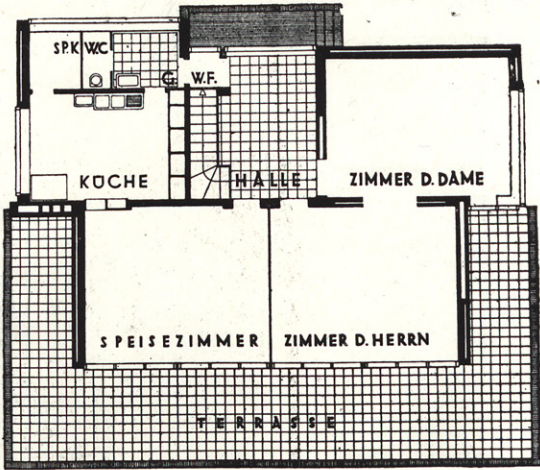 SP.K W.C G. W.F.
KÜCHE HALLE ZIMMER D. DAME
SPEISEZIMMER ZIMMER D. HERRN
TERRASSE